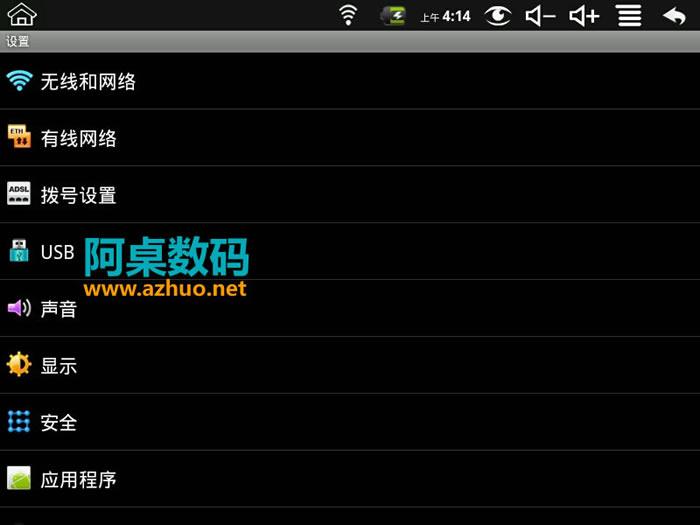 上午 4:14
设置
无线和网络
ETH
有线网络
ADSL
拨号设置
USB
阿桌数码
www.azhuo.net
声音
显示
安全
应用程序